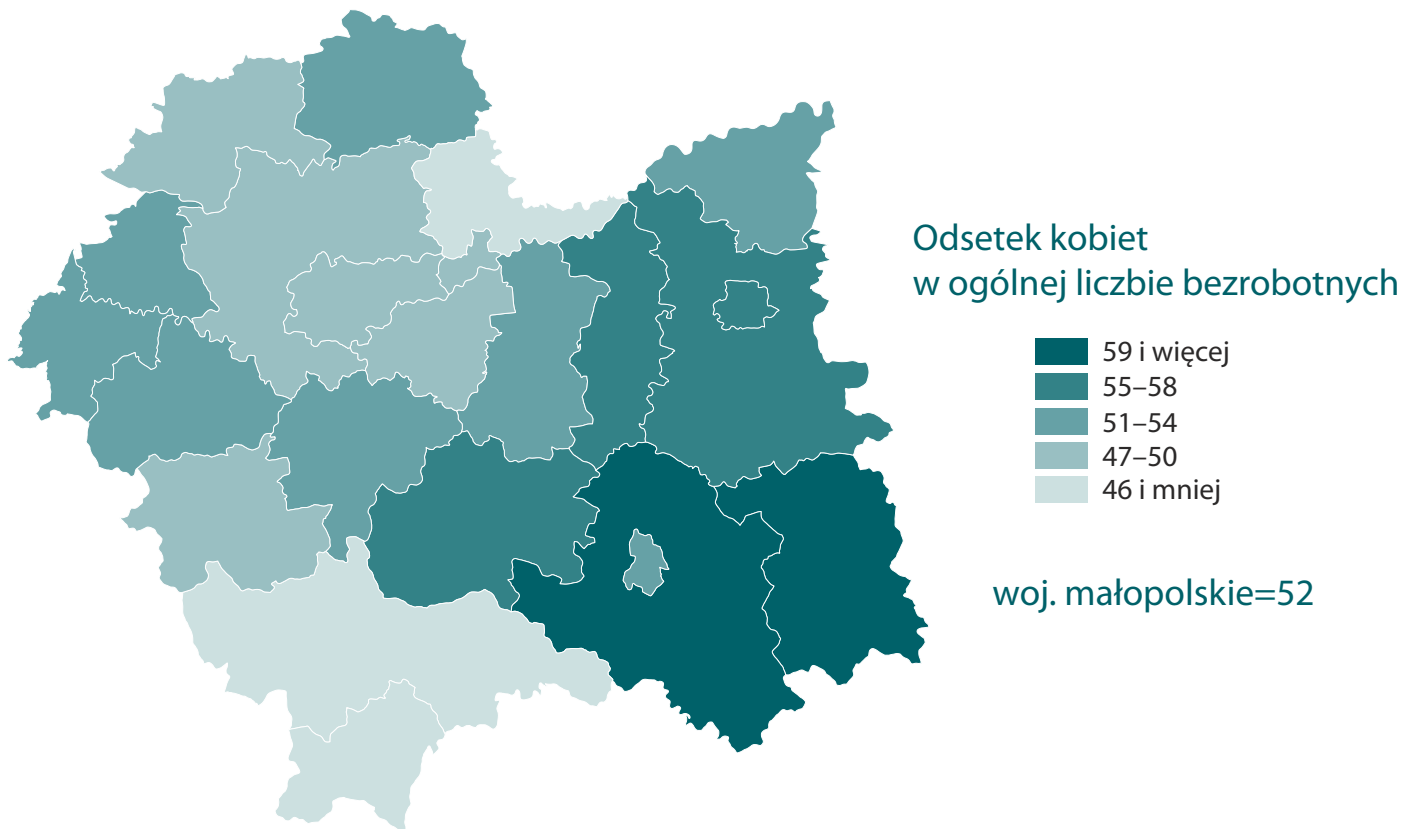 Odsetek kobiet
w ogólnej liczbie bezrobotnych
59 i więcej
55–58
51–54
47–50
46 i mniej
woj. małopolskie=52